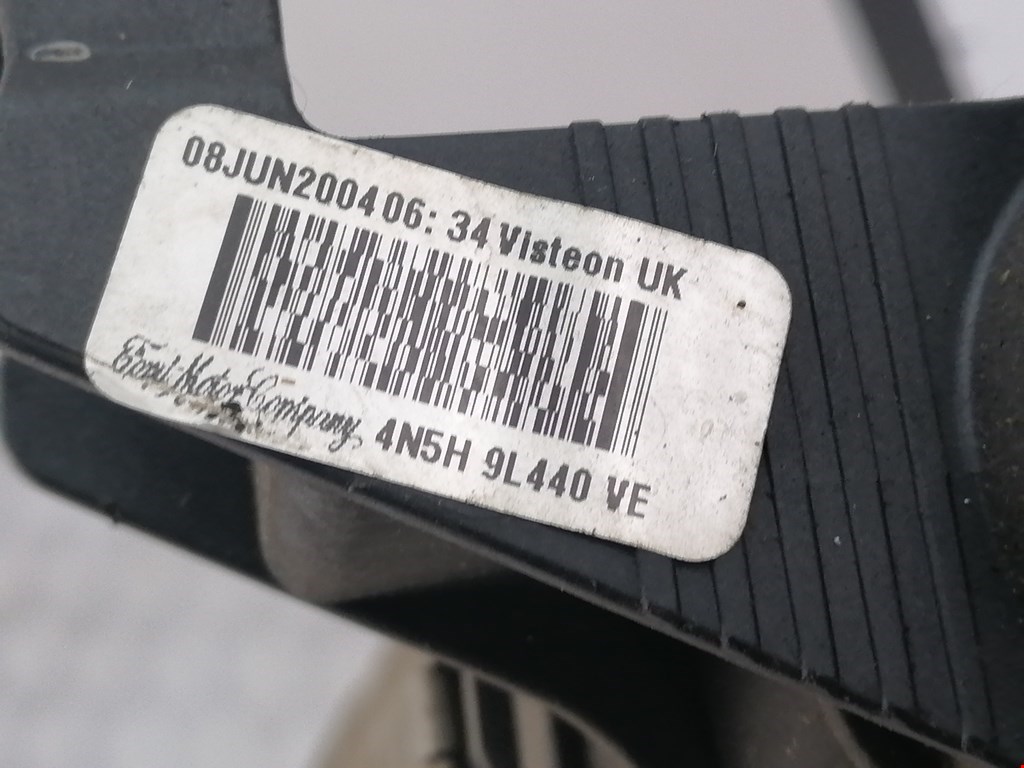 08JUN2004 06:34 Visteon UK
Ford Motor Company 4N5H 9L440 VE